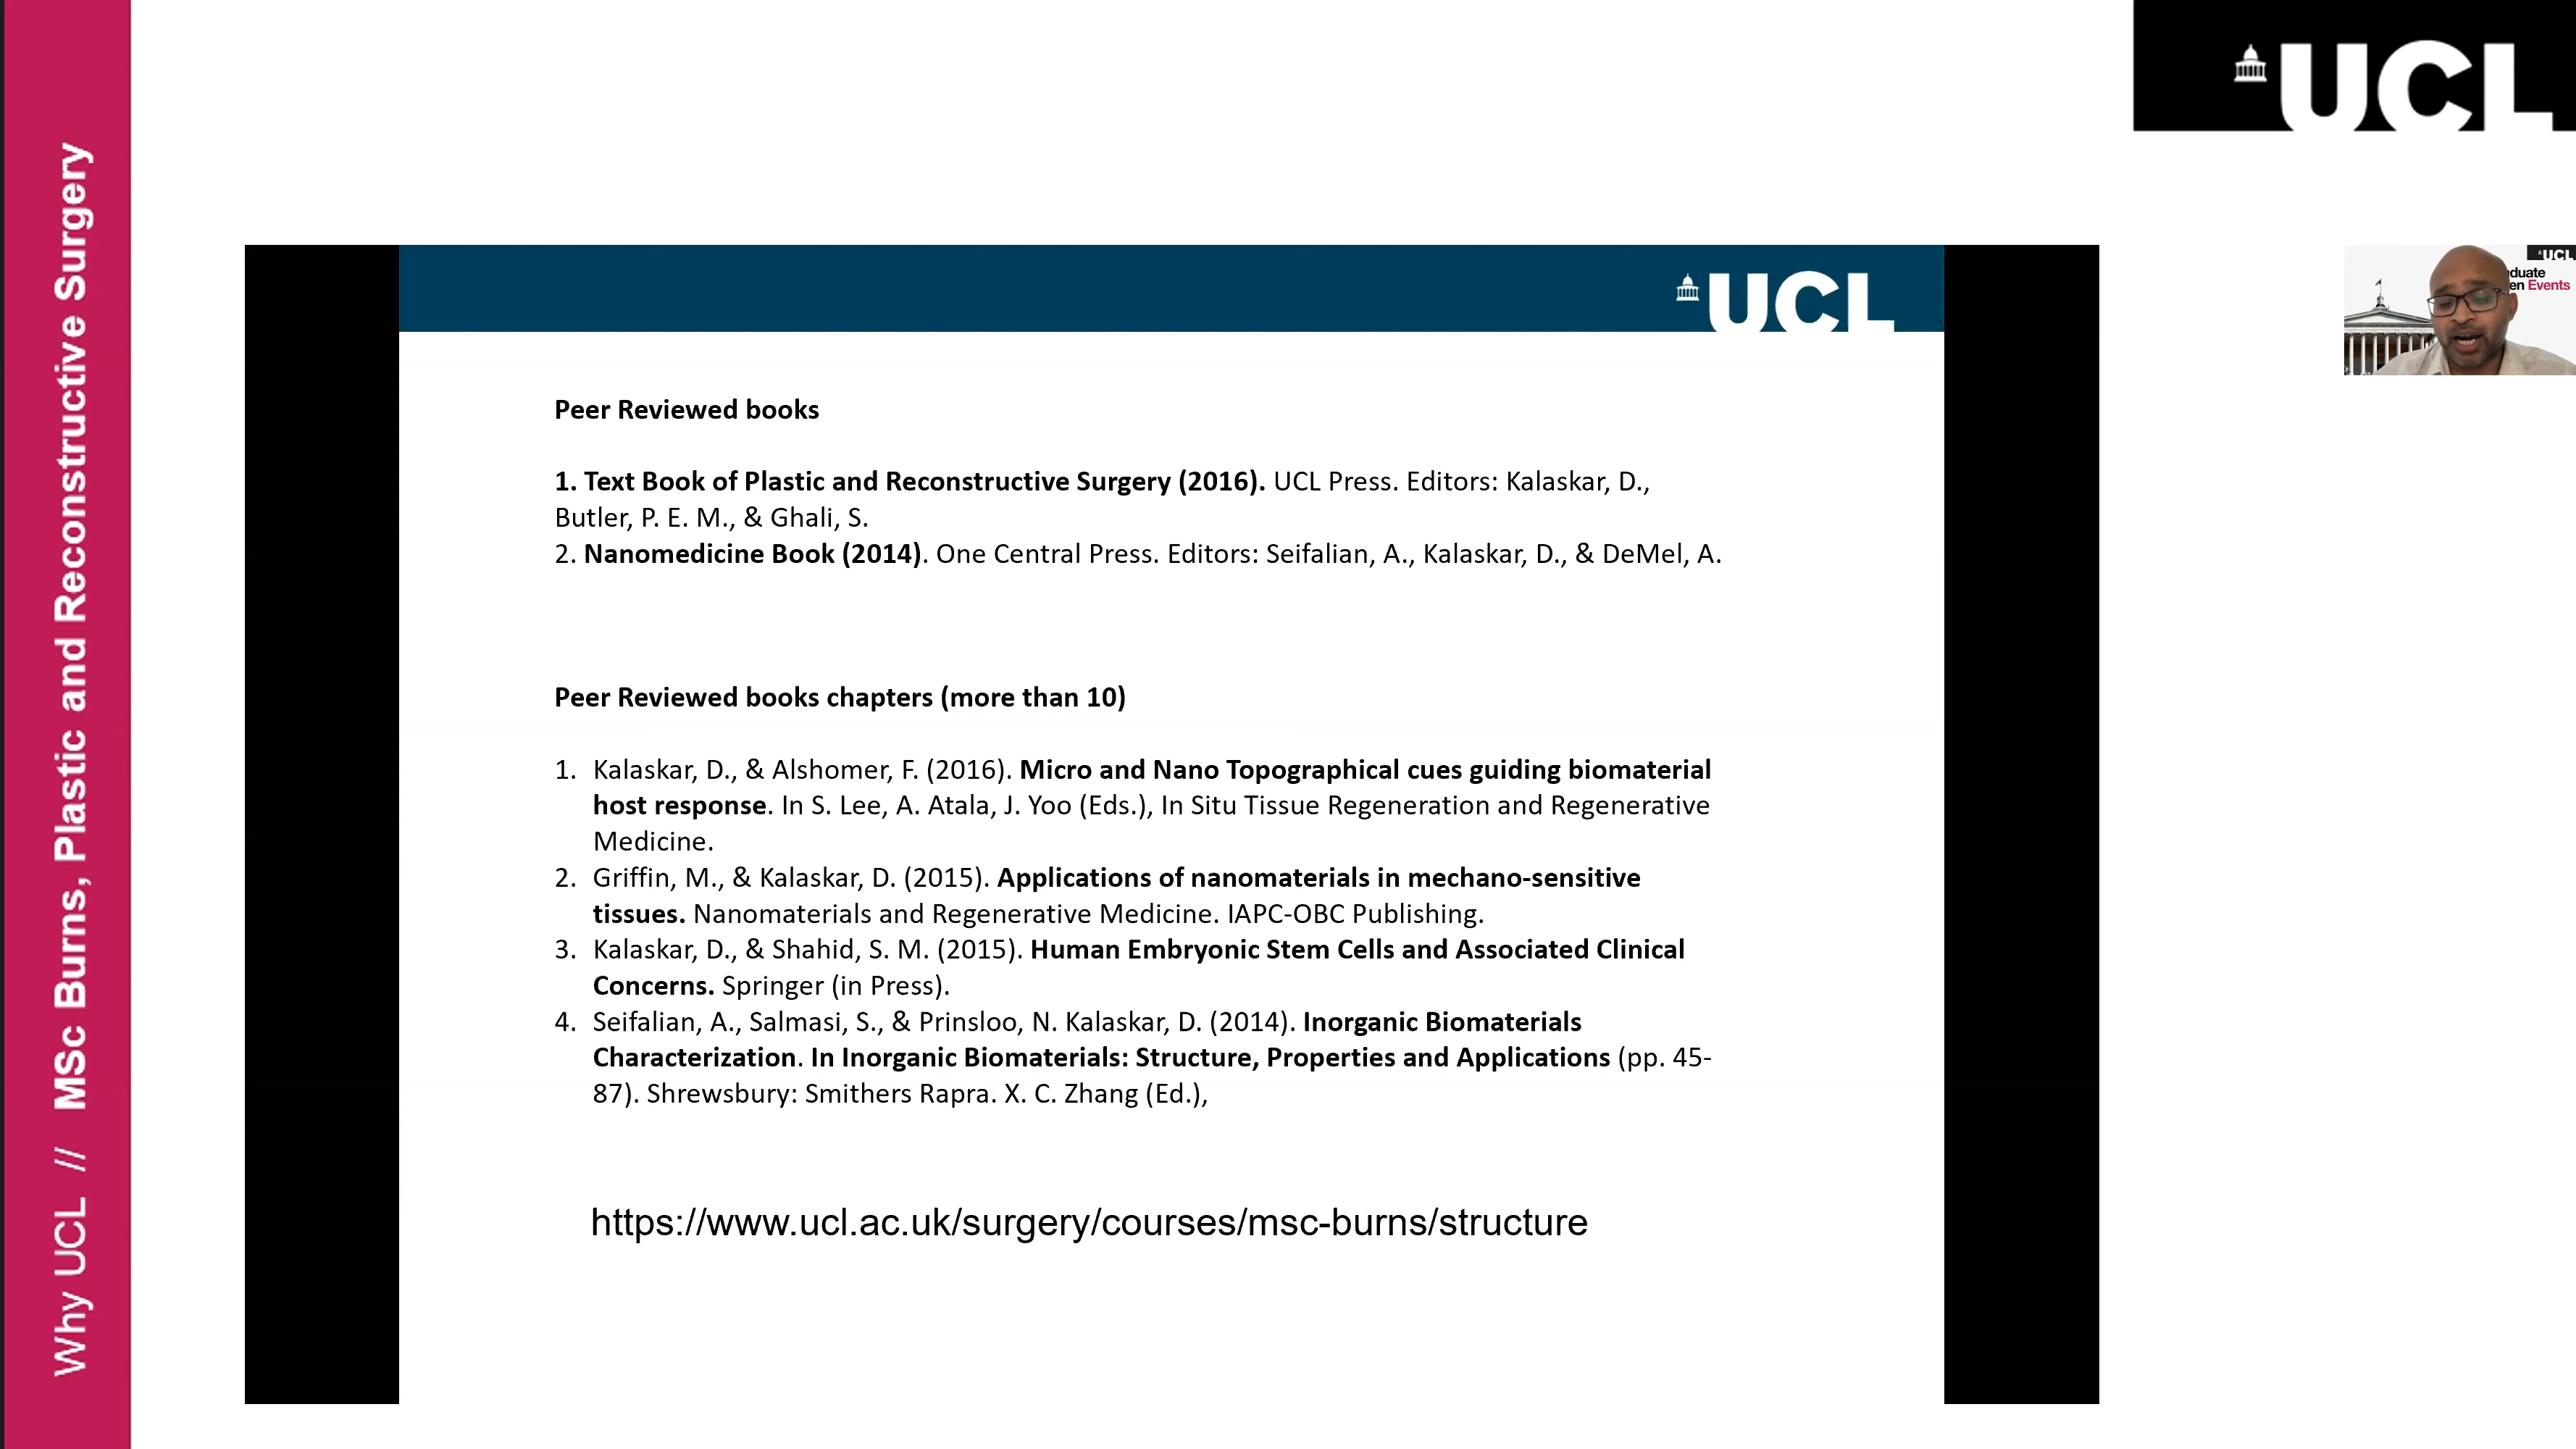 Why UCL // MSc Burns, Plastic and Reconstructive Surgery
UCL
UCL
Peer Reviewed books
1. Text Book of Plastic and Reconstructive Surgery (2016). UCL Press. Editors: Kalaskar, D.,
Butler, P. E. M., & Ghali, S.
2. Nanomedicine Book (2014). One Central Press. Editors: Seifalian, A., Kalaskar, D., & DeMel, A.
Peer Reviewed books chapters (more than 10)
1. Kalaskar, D., & Alshomer, F. (2016). Micro and Nano Topographical cues guiding biomaterial
host response. In S. Lee, A. Atala, J. Yoo (Eds.), In Situ Tissue Regeneration and Regenerative
Medicine.
2. Griffin, M., & Kalaskar, D. (2015). Applications of nanomaterials in mechano-sensitive
tissues. Nanomaterials and Regenerative Medicine. IAPC-OBC Publishing.
3. Kalaskar, D., & Shahid, S. M. (2015). Human Embryonic Stem Cells and Associated Clinical
Concerns. Springer (in Press).
4. Seifalian, A., Salmasi, S., & Prinsloo, N. Kalaskar, D. (2014). Inorganic Biomaterials
Characterization. In Inorganic Biomaterials: Structure, Properties and Applications (pp. 45-
87). Shrewsbury: Smithers Rapra. X. C. Zhang (Ed.),
https://www.ucl.ac.uk/surgery/courses/msc-burns/structure
UCL
duate
en Events